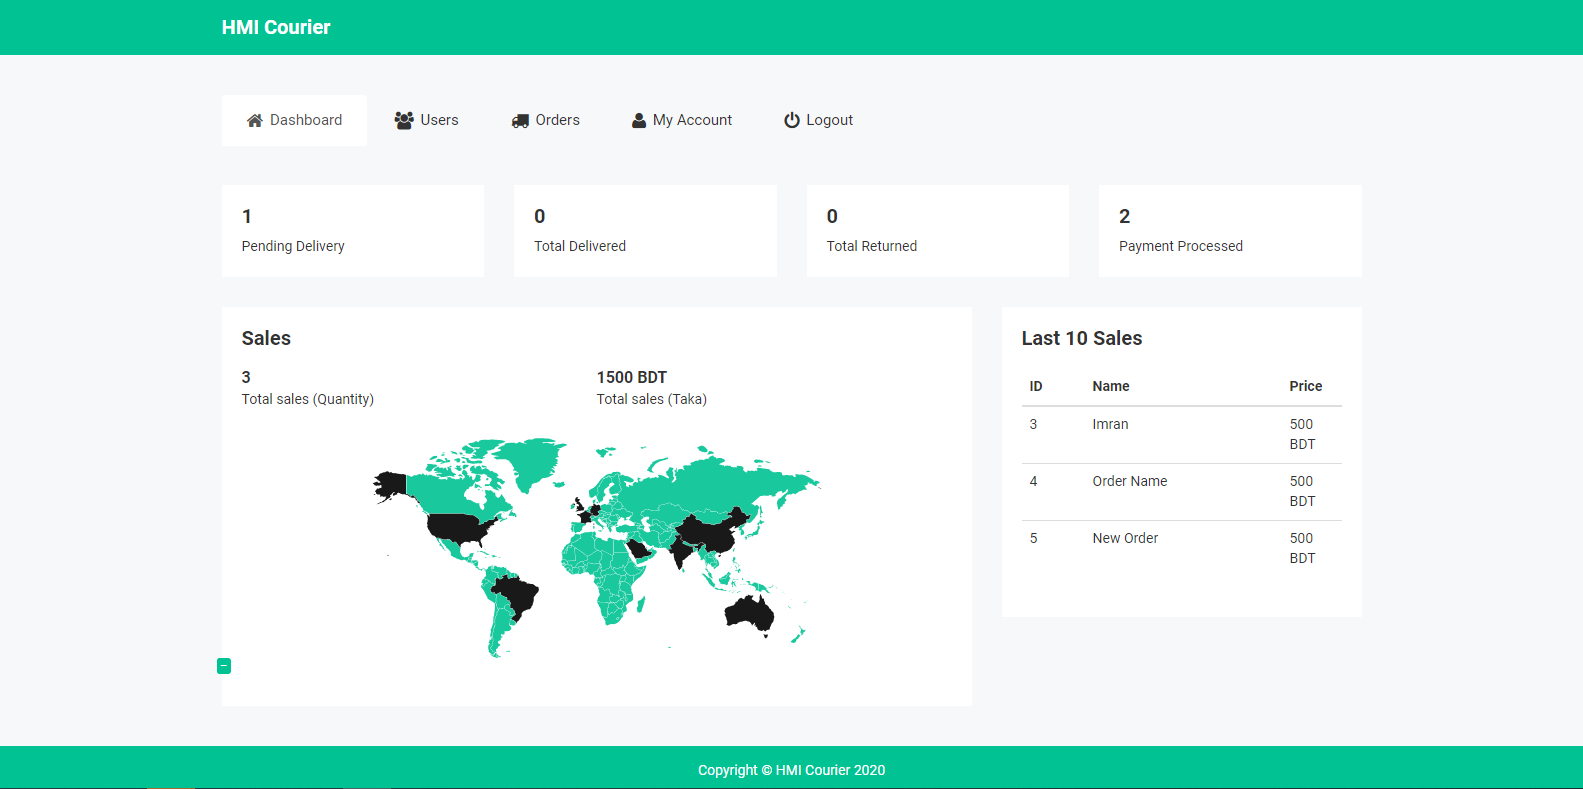 HMI Courier
Dashboard
Users
Orders
My Account
Logout
1
Pending Delivery
0
Total Delivered
0
Total Returned
2
Payment Processed
Sales
3
Total sales (Quantity)
1500 BDT
Total sales (Taka)
−
Last 10 Sales
ID Name Price
3 Imran 500
BDT
4 Order Name 500
BDT
5 New Order 500
BDT
Copyright © HMI Courier 2020